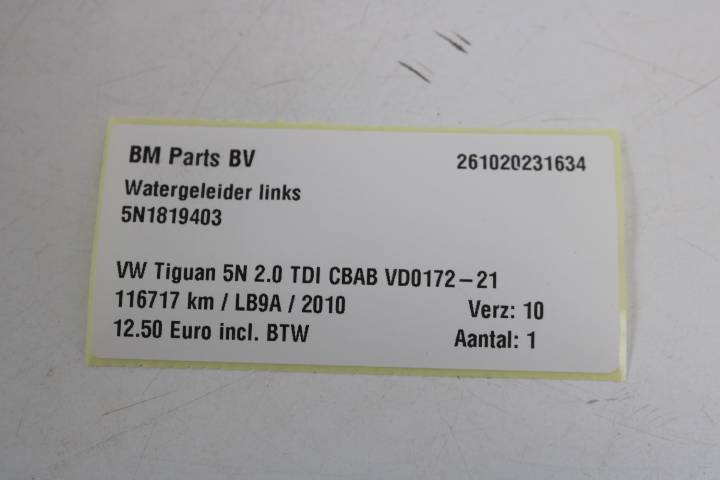 BM Parts BV 261020231634
Watergeleider links
5N1819403
VW Tiguan 5N 2.0 TDI CBAB VD0172-21
116717 km / LB9A / 2010 Verz: 10
12.50 Euro incl. BTW Aantal: 1